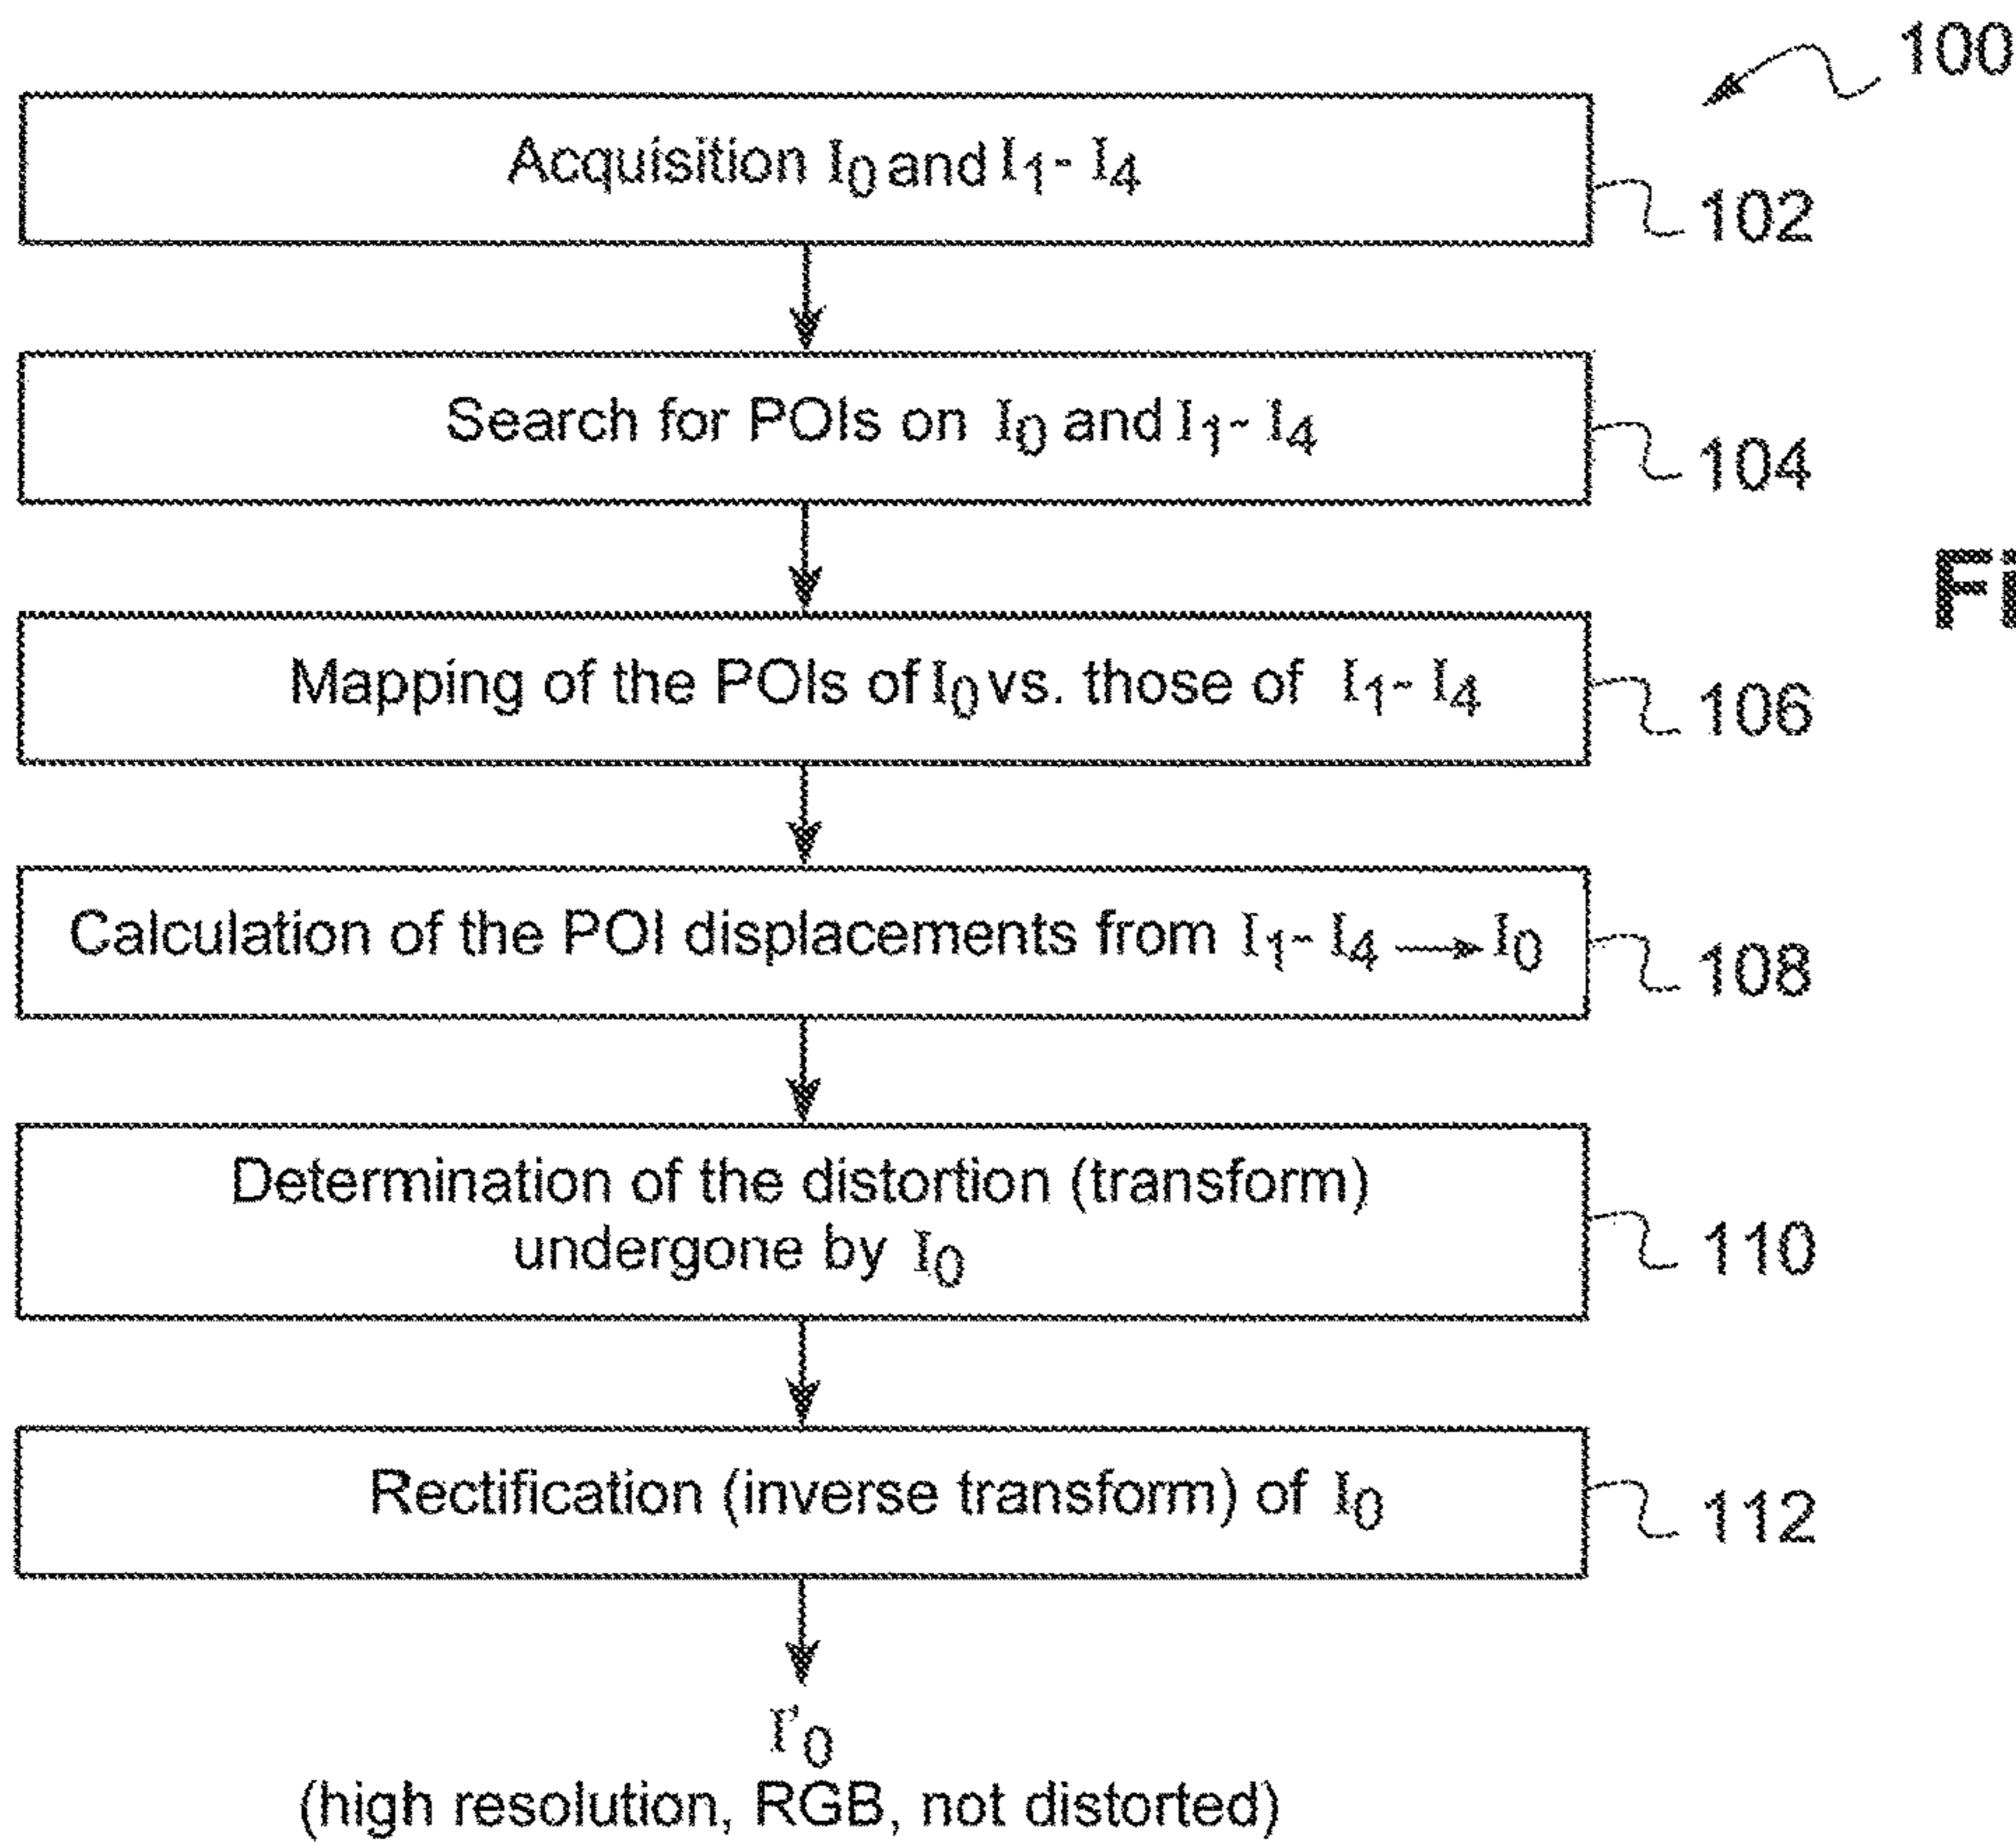 100
Acquisition I0 and I1- I4
102
Search for POIs on I0 and I1- I4
104
Fi
Mapping of the POIs of I0 vs. those of I1- I4
106
Calculation of the POI displacements from I1- I4 → I0
108
Determination of the distortion (transform)
undergone by I0
110
Rectification (inverse transform) of I0
112
I'0
(high resolution, RGB, not distorted)